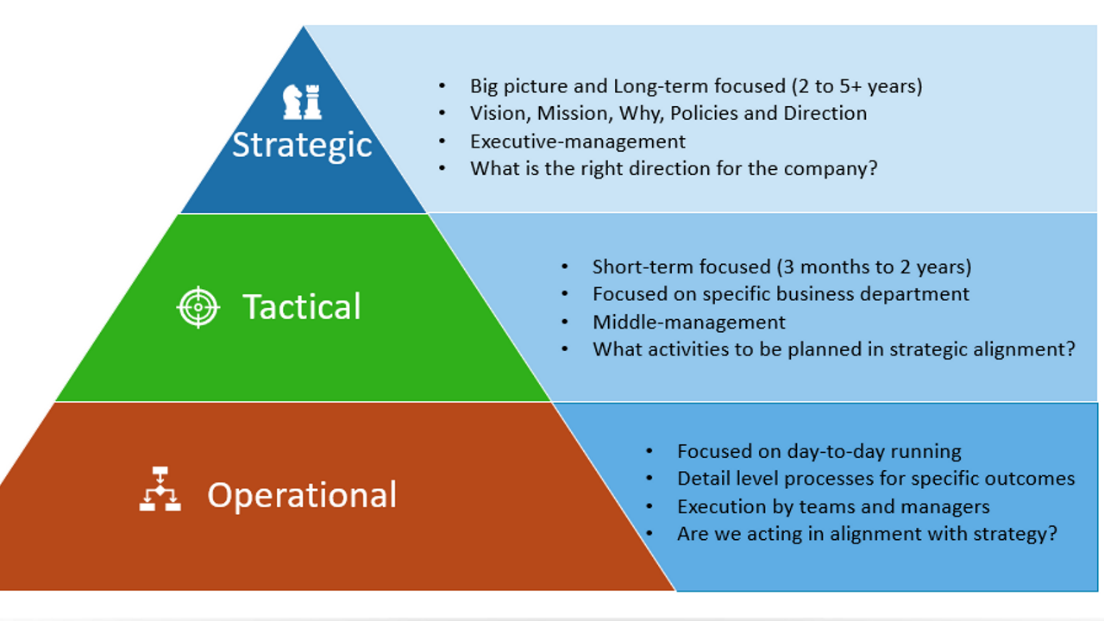 Strategic
• Big picture and Long-term focused (2 to 5+ years)
• Vision, Mission, Why, Policies and Direction
• Executive-management
• What is the right direction for the company?
Tactical
• Short-term focused (3 months to 2 years)
• Focused on specific business department
• Middle-management
• What activities to be planned in strategic alignment?
Operational
• Focused on day-to-day running
• Detail level processes for specific outcomes
• Execution by teams and managers
• Are we acting in alignment with strategy?